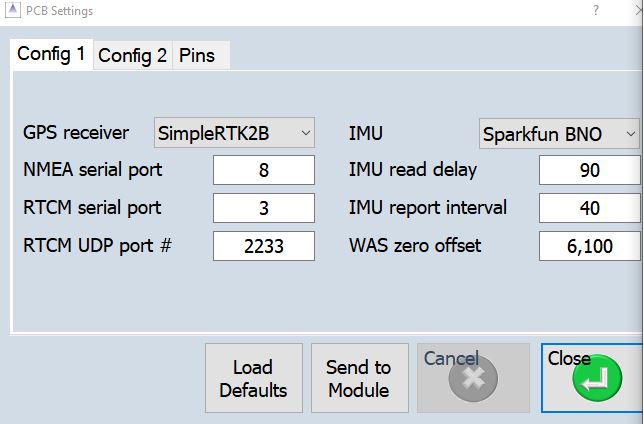 PCB Settings
Config 1 Config 2 Pins
GPS receiver SimpleRTK2B IMU Sparkfun BNO
NMEA serial port 8 IMU read delay 90
RTCM serial port 3 IMU report interval 40
RTCM UDP port # 2233 WAS zero offset 6,100
Load Defaults
Send to Module
Cancel
Close